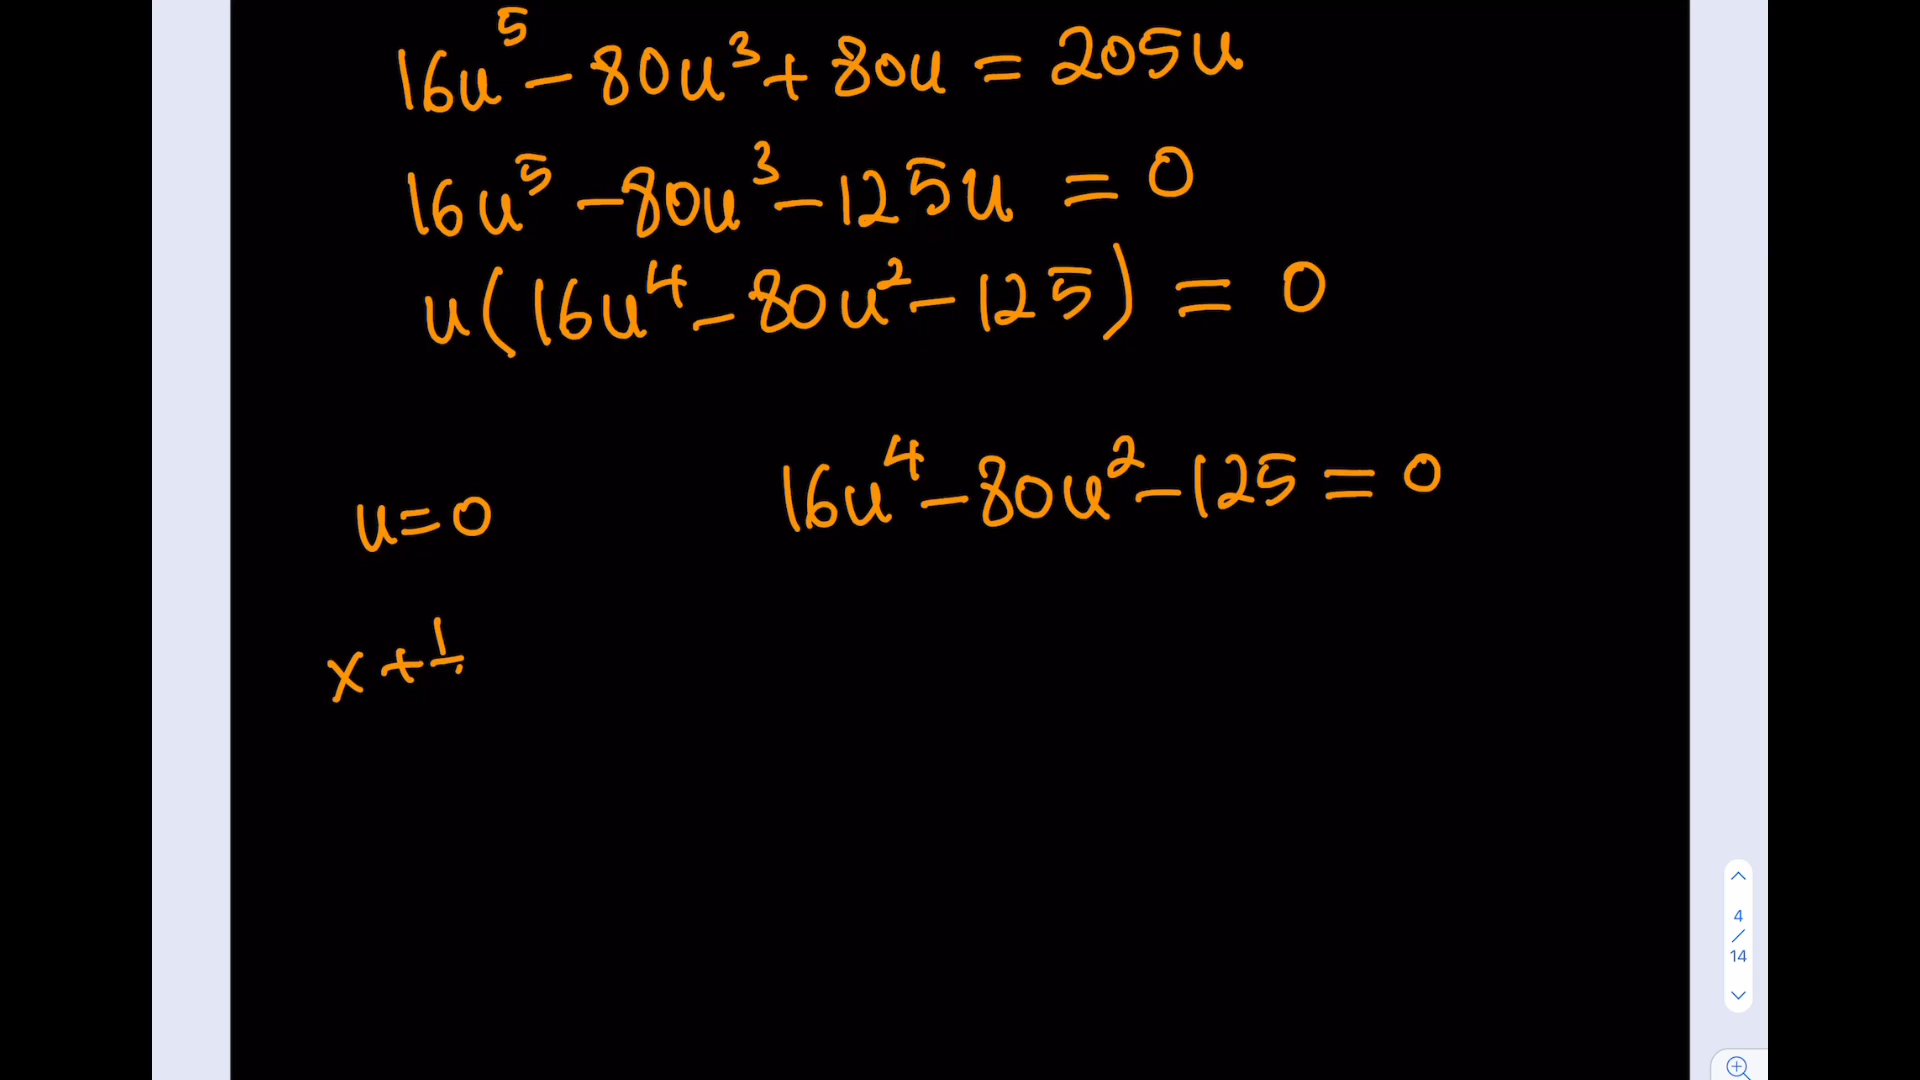 16u⁵ - 80u³ + 80u = 205u
16u⁵ - 80u³ - 125u = 0
u(16u⁴ - 80u² - 125) = 0
16u⁴ - 80u² - 125 = 0
u = 0
x + 1/
4
/
14